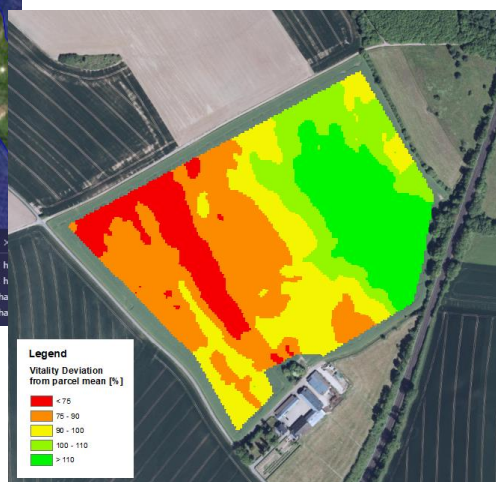 Legend
Vitality Deviation
from parcel mean [%]
< 75
75 - 90
90 - 100
100 - 110
> 110